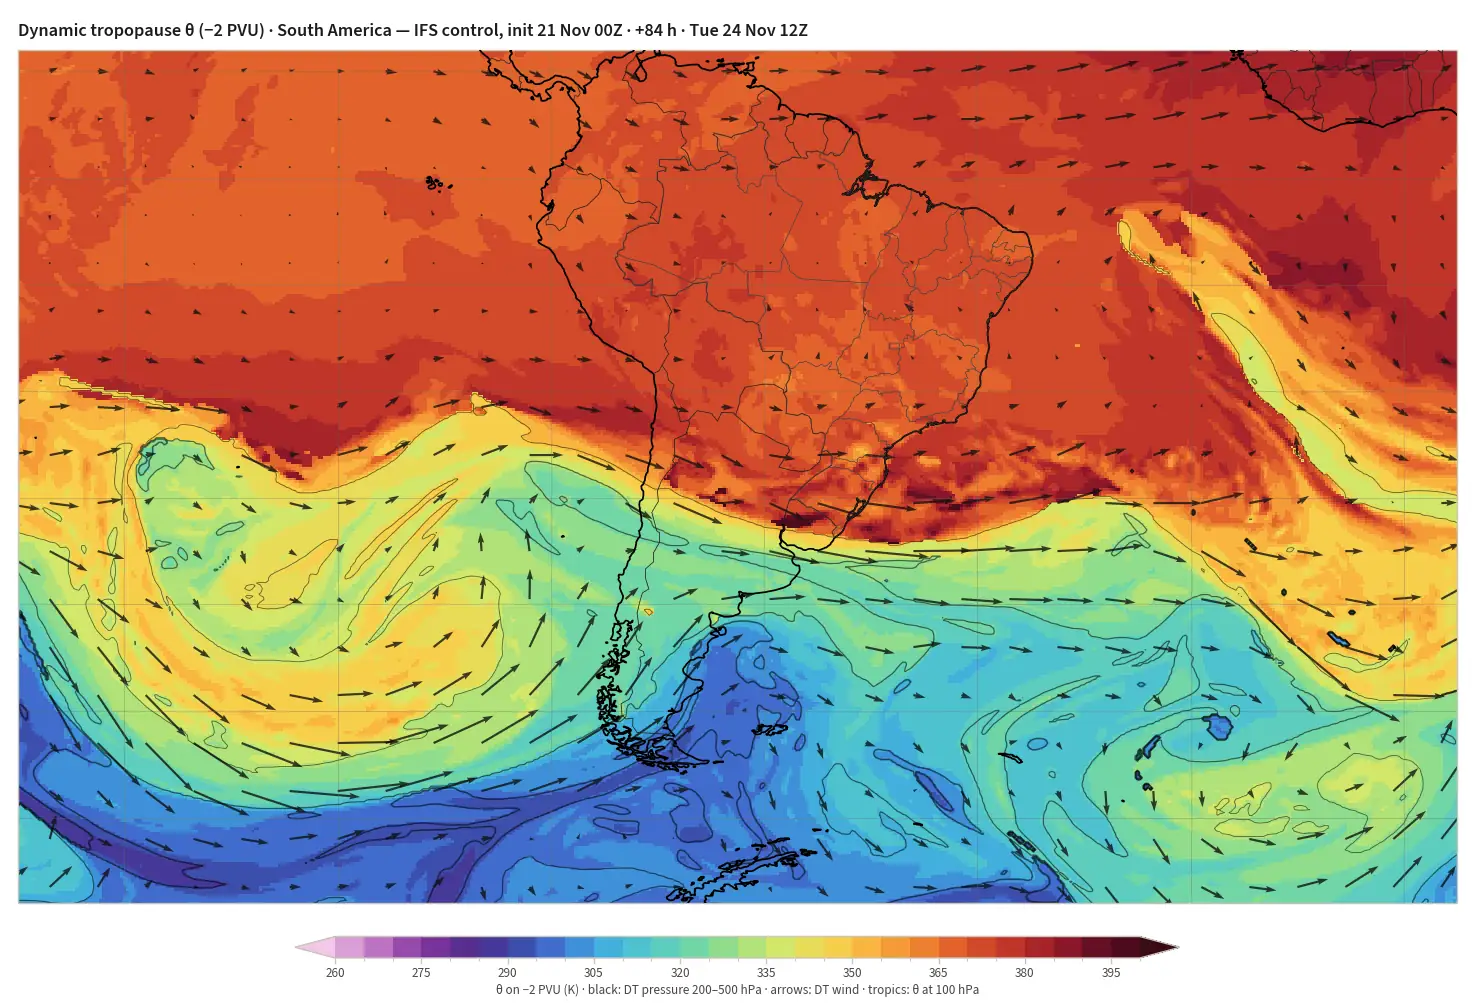 Dynamic tropopause θ (−2 PVU) · South America — IFS control, init 21 Nov 00Z · +84 h · Tue 24 Nov 12Z
260 275 290 305 320 335 350 365 380 395
θ on −2 PVU (K) · black: DT pressure 200–500 hPa · arrows: DT wind · tropics: θ at 100 hPa